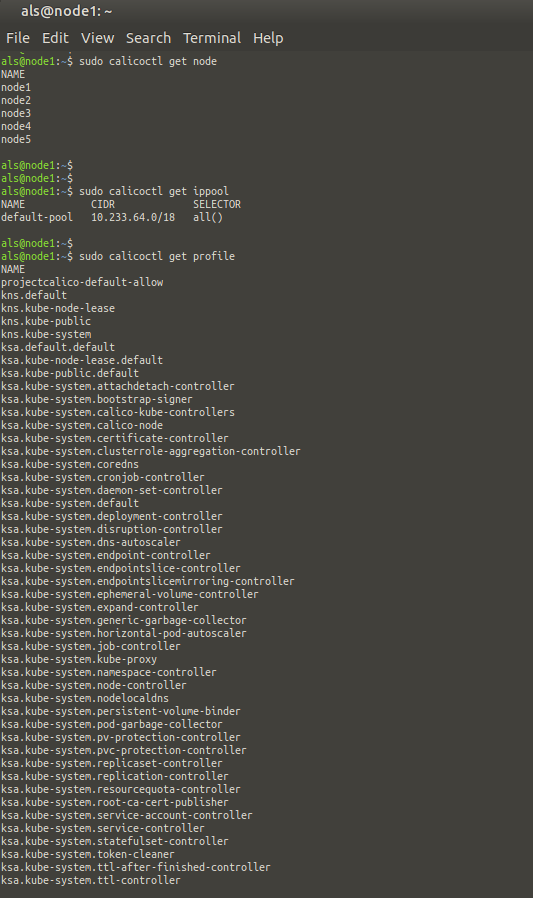 als@node1: ~
File Edit View Search Terminal Help
als@node1:~$ sudo calicoctl get node
NAME
node1
node2
node3
node4
node5
als@node1:~$
als@node1:~$
als@node1:~$ sudo calicoctl get ippool
NAME CIDR SELECTOR
default-pool 10.233.64.0/18 all()
als@node1:~$
als@node1:~$ sudo calicoctl get profile
NAME
projectcalico-default-allow
kns.default
kns.kube-node-lease
kns.kube-public
kns.kube-system
ksa.default.default
ksa.kube-node-lease.default
ksa.kube-public.default
ksa.kube-system.attachdetach-controller
ksa.kube-system.bootstrap-signer
ksa.kube-system.calico-kube-controllers
ksa.kube-system.calico-node
ksa.kube-system.certificate-controller
ksa.kube-system.clusterrole-aggregation-controller
ksa.kube-system.coredns
ksa.kube-system.cronjob-controller
ksa.kube-system.daemon-set-controller
ksa.kube-system.default
ksa.kube-system.deployment-controller
ksa.kube-system.disruption-controller
ksa.kube-system.dns-autoscaler
ksa.kube-system.endpoint-controller
ksa.kube-system.endpointslice-controller
ksa.kube-system.endpointslicemirroring-controller
ksa.kube-system.ephemeral-volume-controller
ksa.kube-system.expand-controller
ksa.kube-system.generic-garbage-collector
ksa.kube-system.horizontal-pod-autoscaler
ksa.kube-system.job-controller
ksa.kube-system.kube-proxy
ksa.kube-system.namespace-controller
ksa.kube-system.node-controller
ksa.kube-system.nodelocaldns
ksa.kube-system.persistent-volume-binder
ksa.kube-system.pod-garbage-collector
ksa.kube-system.pv-protection-controller
ksa.kube-system.pvc-protection-controller
ksa.kube-system.replicaset-controller
ksa.kube-system.replication-controller
ksa.kube-system.resourcequota-controller
ksa.kube-system.root-ca-cert-publisher
ksa.kube-system.service-account-controller
ksa.kube-system.service-controller
ksa.kube-system.statefulset-controller
ksa.kube-system.token-cleaner
ksa.kube-system.ttl-after-finished-controller
ksa.kube-system.ttl-controller